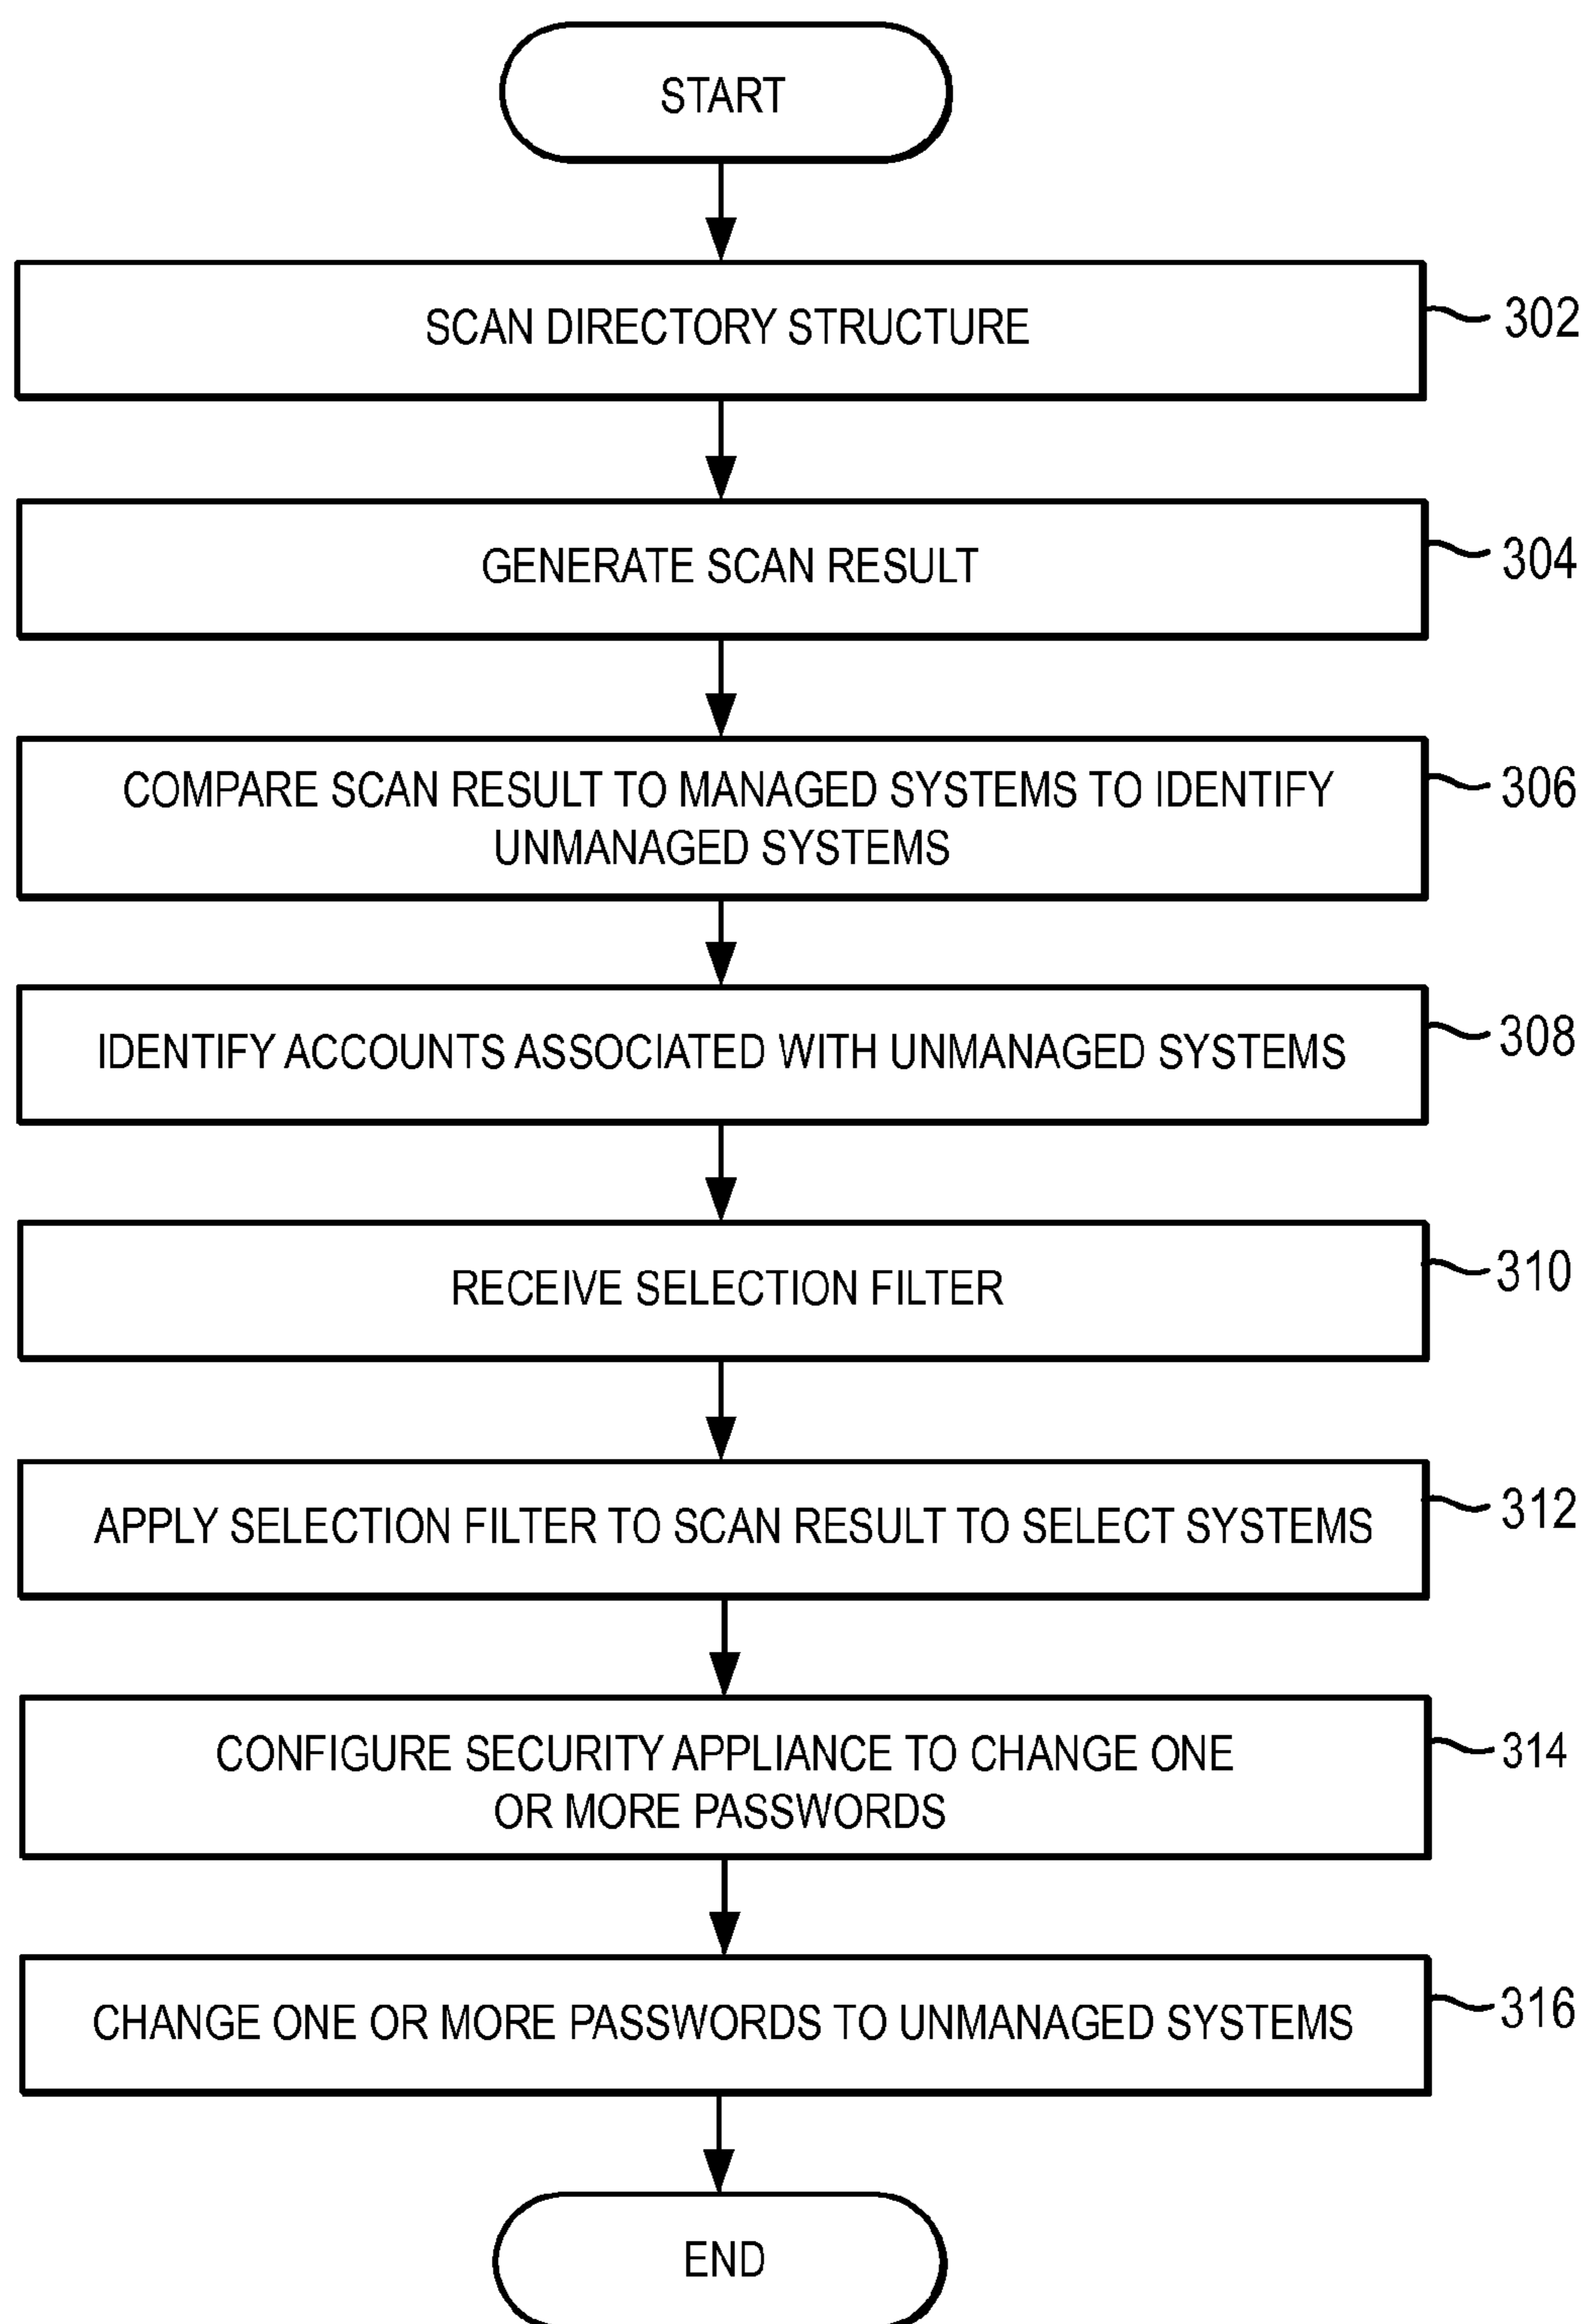 START
SCAN DIRECTORY STRUCTURE
302
GENERATE SCAN RESULT
304
COMPARE SCAN RESULT TO MANAGED SYSTEMS TO IDENTIFY
UNMANAGED SYSTEMS
306
IDENTIFY ACCOUNTS ASSOCIATED WITH UNMANAGED SYSTEMS
308
RECEIVE SELECTION FILTER
310
APPLY SELECTION FILTER TO SCAN RESULT TO SELECT SYSTEMS
312
CONFIGURE SECURITY APPLIANCE TO CHANGE ONE
OR MORE PASSWORDS
314
CHANGE ONE OR MORE PASSWORDS TO UNMANAGED SYSTEMS
316
END